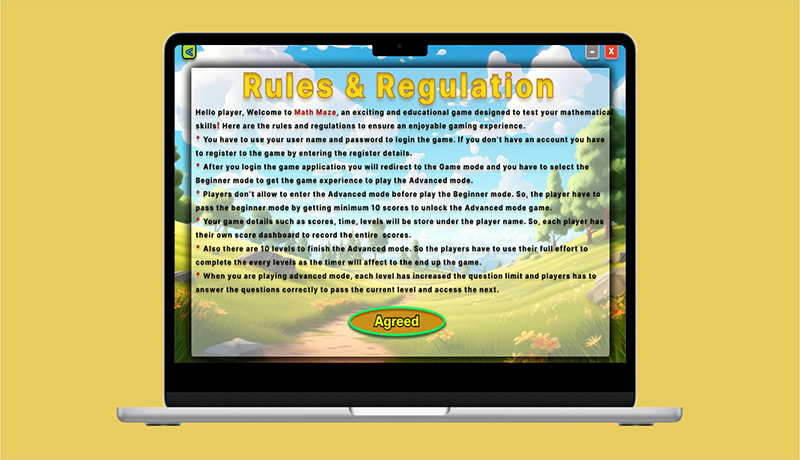 Rules & Regulation
Hello player, Welcome to Math Maze, an exciting and educational game designed to test your mathematical
skills! Here are the rules and regulations to ensure an enjoyable gaming experience.
* You have to use your user name and password to login the game. If you don't have an account you have
to register to the game by entering the register details.
* After you login the game application you will redirect to the Game mode and you have to select the
Beginner mode to get the game experience to play the Advanced mode.
* Players don't allow to enter the Advanced mode before play the Beginner mode. So, the player have to
pass the beginner mode by getting minimum 10 scores to unlock the Advanced mode game.
* Your game details such as scores, time, levels will be store under the player name. So, each player has
their own score dashboard to record the entire scores.
* Also there are 10 levels to finish the Advanced mode. So the players have to use their full effort to
complete the every levels as the timer will affect to the end up the game.
* When you are playing advanced mode, each level has increased the question limit and players has to
answer the questions correctly to pass the current level and access the next.
Agreed